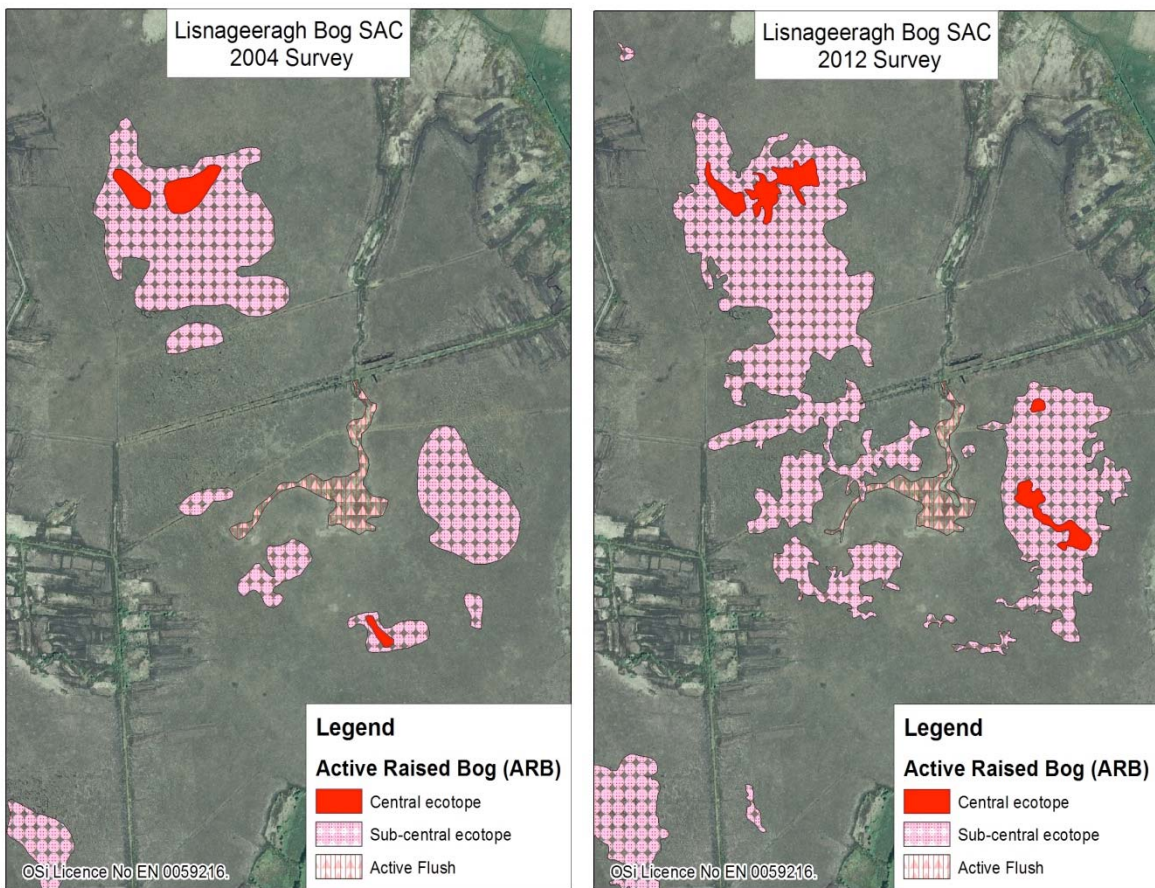 Lisnageeragh Bog SAC
2004 Survey
Legend
Active Raised Bog (ARB)
Central ecotope
Sub-central ecotope
Active Flush
OSi Licence No EN 0059216.
Lisnageeragh Bog SAC
2012 Survey
Legend
Active Raised Bog (ARB)
Central ecotope
Sub-central ecotope
Active Flush
OSi Licence No EN 0059216.